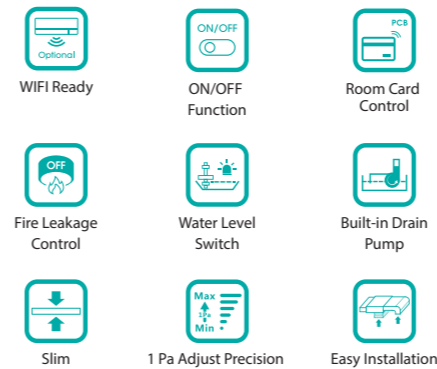 Optional
WIFI Ready
ON/OFF
ON/OFF
Function
PCB
Room Card
Control
OFF
Fire Leakage
Control
Water Level
Switch
Built-in Drain
Pump
Slim
Max
1Pa
Min
1 Pa Adjust Precision
Easy Installation